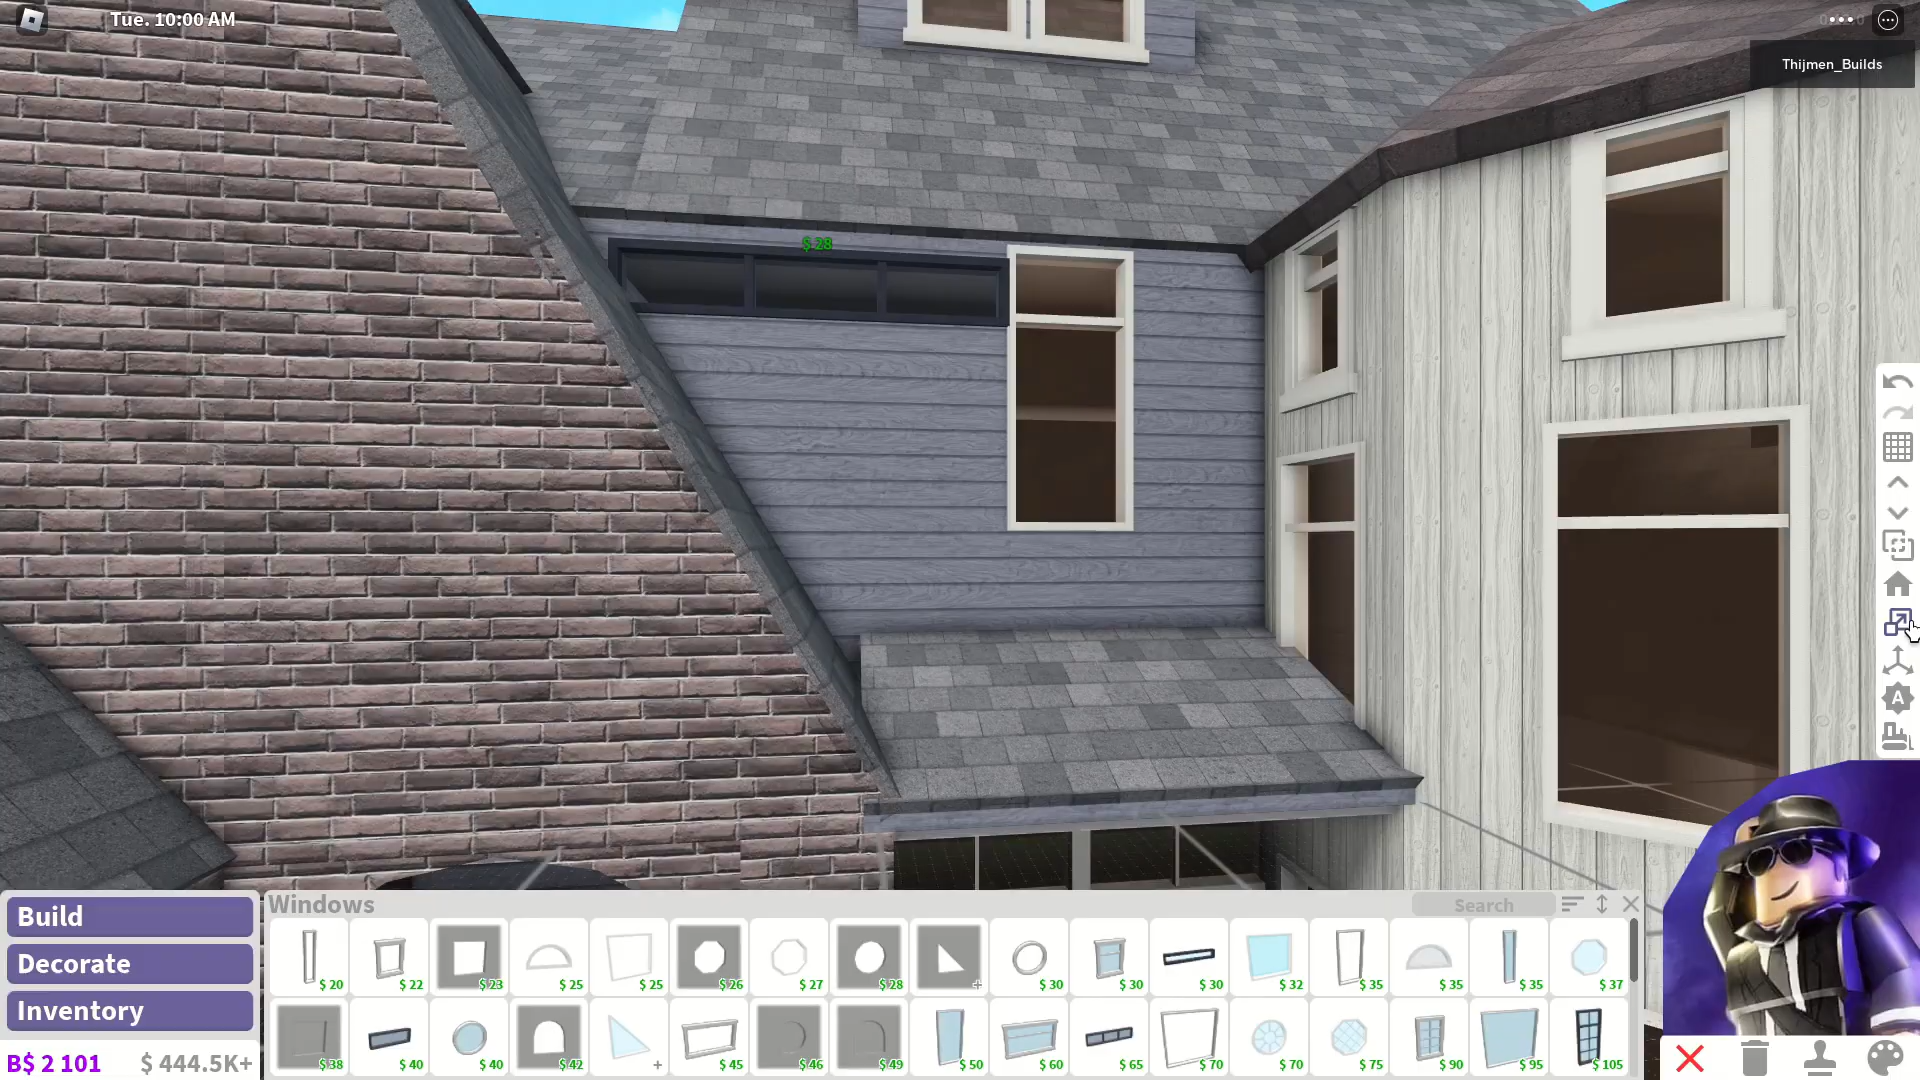 Tue. 10:00 AM
Thijmen_Builds
$ 28
A
Build
Decorate
Inventory
B$ 2 101 $ 444.5K+
Windows
Search
$ 20 $ 22 $ 23 $ 25 $ 25 $ 26 $ 27 $ 28 + $ 30 $ 30 $ 30 $ 32 $ 35 $ 35 $ 35 $ 37
$ 38 $ 40 $ 40 $ 42 + $ 45 $ 46 $ 49 $ 50 $ 60 $ 65 $ 70 $ 70 $ 75 $ 90 $ 95 $ 105